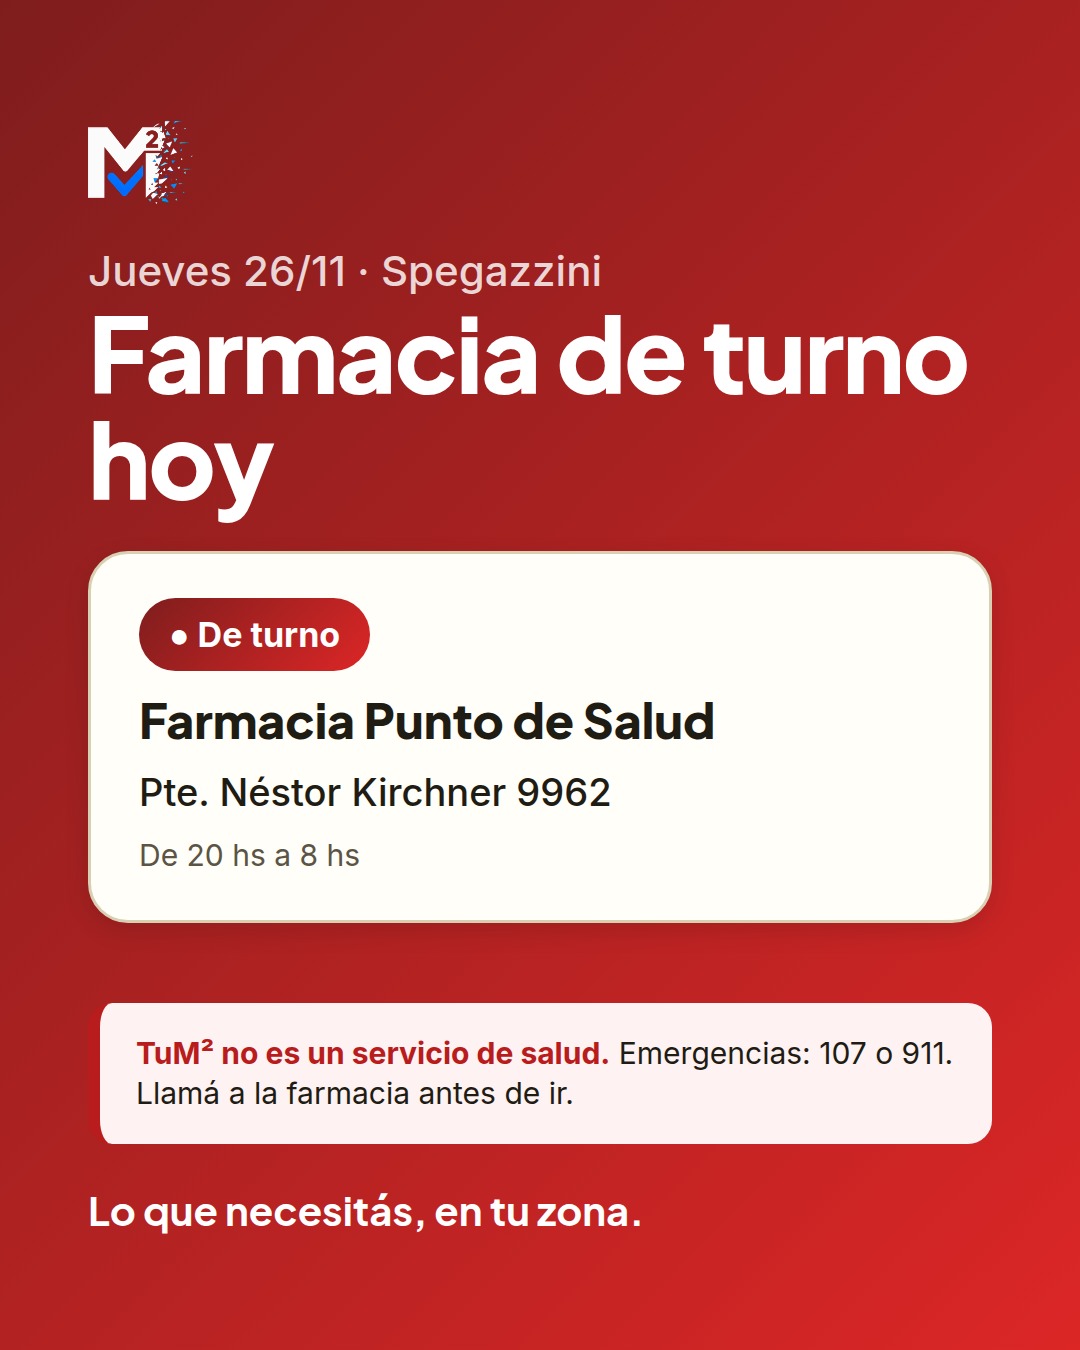 M²
Jueves 26/11 · Spegazzini
Farmacia de turno
hoy
● De turno
Farmacia Punto de Salud
Pte. Néstor Kirchner 9962
De 20 hs a 8 hs
TuM² no es un servicio de salud. Emergencias: 107 o 911.
Llamá a la farmacia antes de ir.
Lo que necesitás, en tu zona.